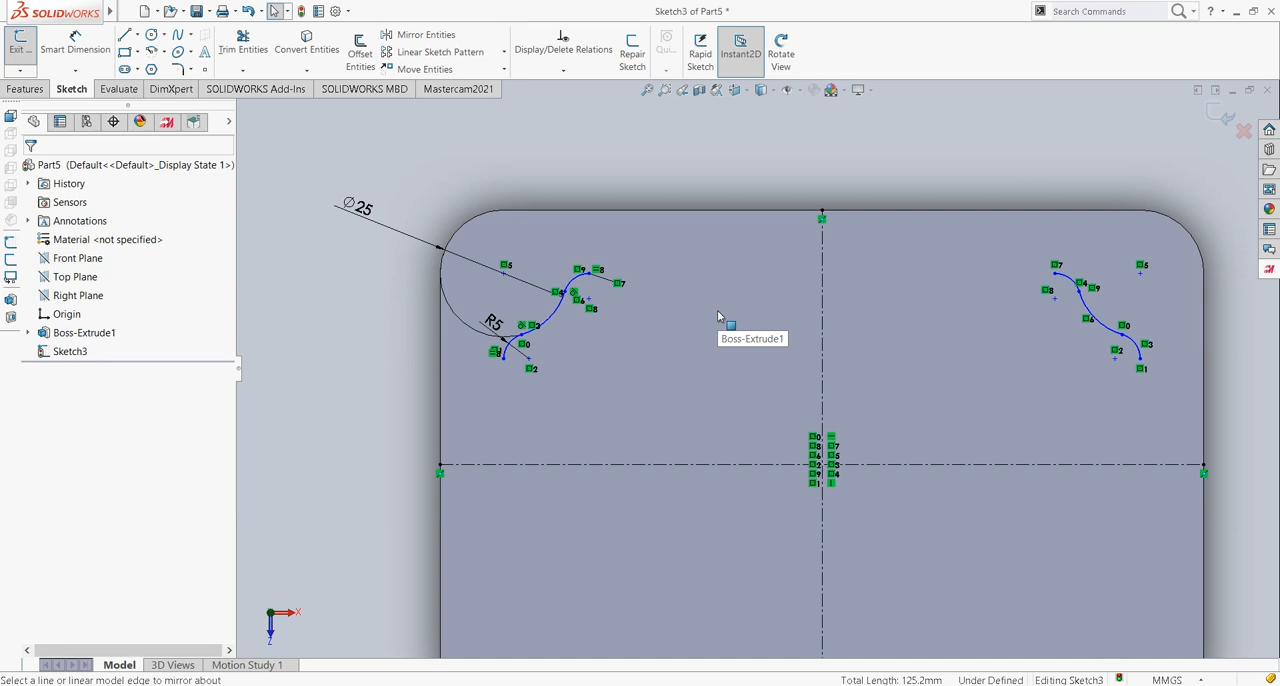 SOLIDWORKS
Sketch3 of Part5 *
Search Commands
Exit ...
Smart Dimension
Trim Entities
Convert Entities
Offset Entities
Mirror Entities
Linear Sketch Pattern
Move Entities
Display/Delete Relations
Repair Sketch
Qui...
Rapid Sketch
Instant2D
Rotate View
Features
Sketch
Evaluate
DimXpert
SOLIDWORKS Add-Ins
SOLIDWORKS MBD
Mastercam2021
Part5 (Default<<Default>_Display State 1>)
History
Sensors
Annotations
Material <not specified>
Front Plane
Top Plane
Right Plane
Origin
Boss-Extrude1
Sketch3
∅25
R5
Boss-Extrude1
X
Z
Model
3D Views
Motion Study 1
Select a line or linear model edge to mirror about
Total Length: 125.2mm
Under Defined
Editing Sketch3
MMGS